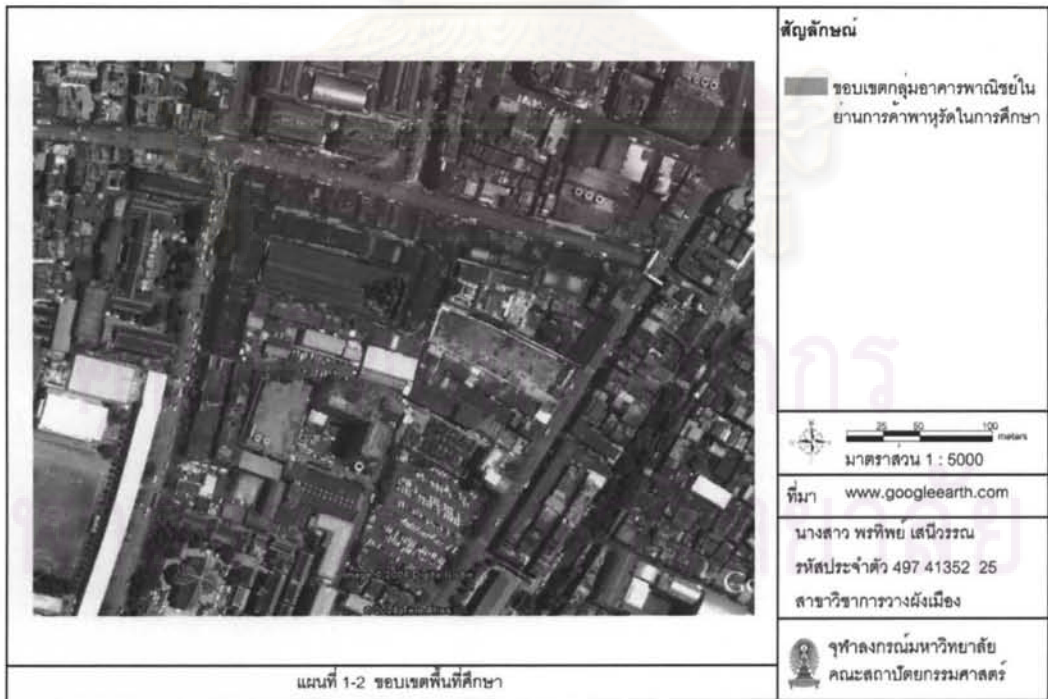 สัญลักษณ์
ขอบเขตกลุ่มอาคารพาณิชย์ใน
ย่านการค้าพาหุรัดในการศึกษา
25 50 100
meters
มาตราส่วน 1 : 5000
ที่มา www.googleearth.com
นางสาว พรทิพย์ เสนีวรรณ
รหัสประจำตัว 497 41352 25
สาขาวิชาการวางผังเมือง
จุฬาลงกรณ์มหาวิทยาลัย
คณะสถาปัตยกรรมศาสตร์
แผนที่ 1-2 ขอบเขตพื้นที่ศึกษา